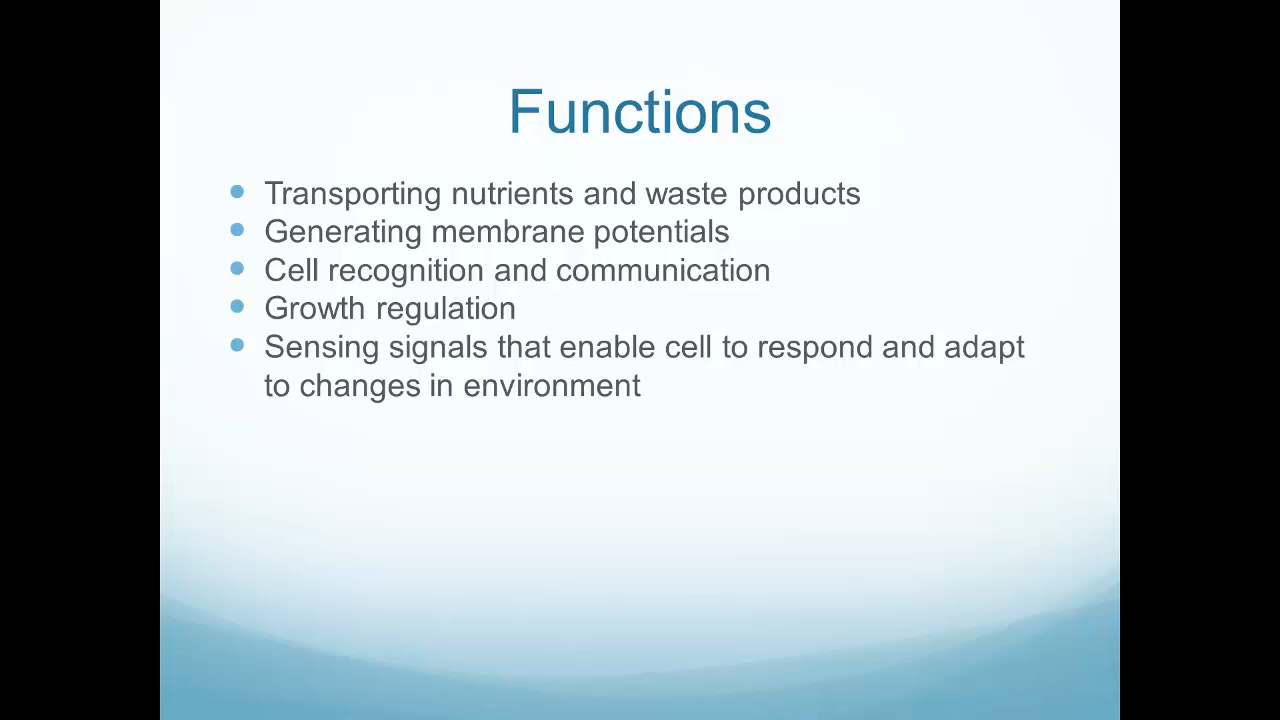 Functions
Transporting nutrients and waste products
Generating membrane potentials
Cell recognition and communication
Growth regulation
Sensing signals that enable cell to respond and adapt
to changes in environment